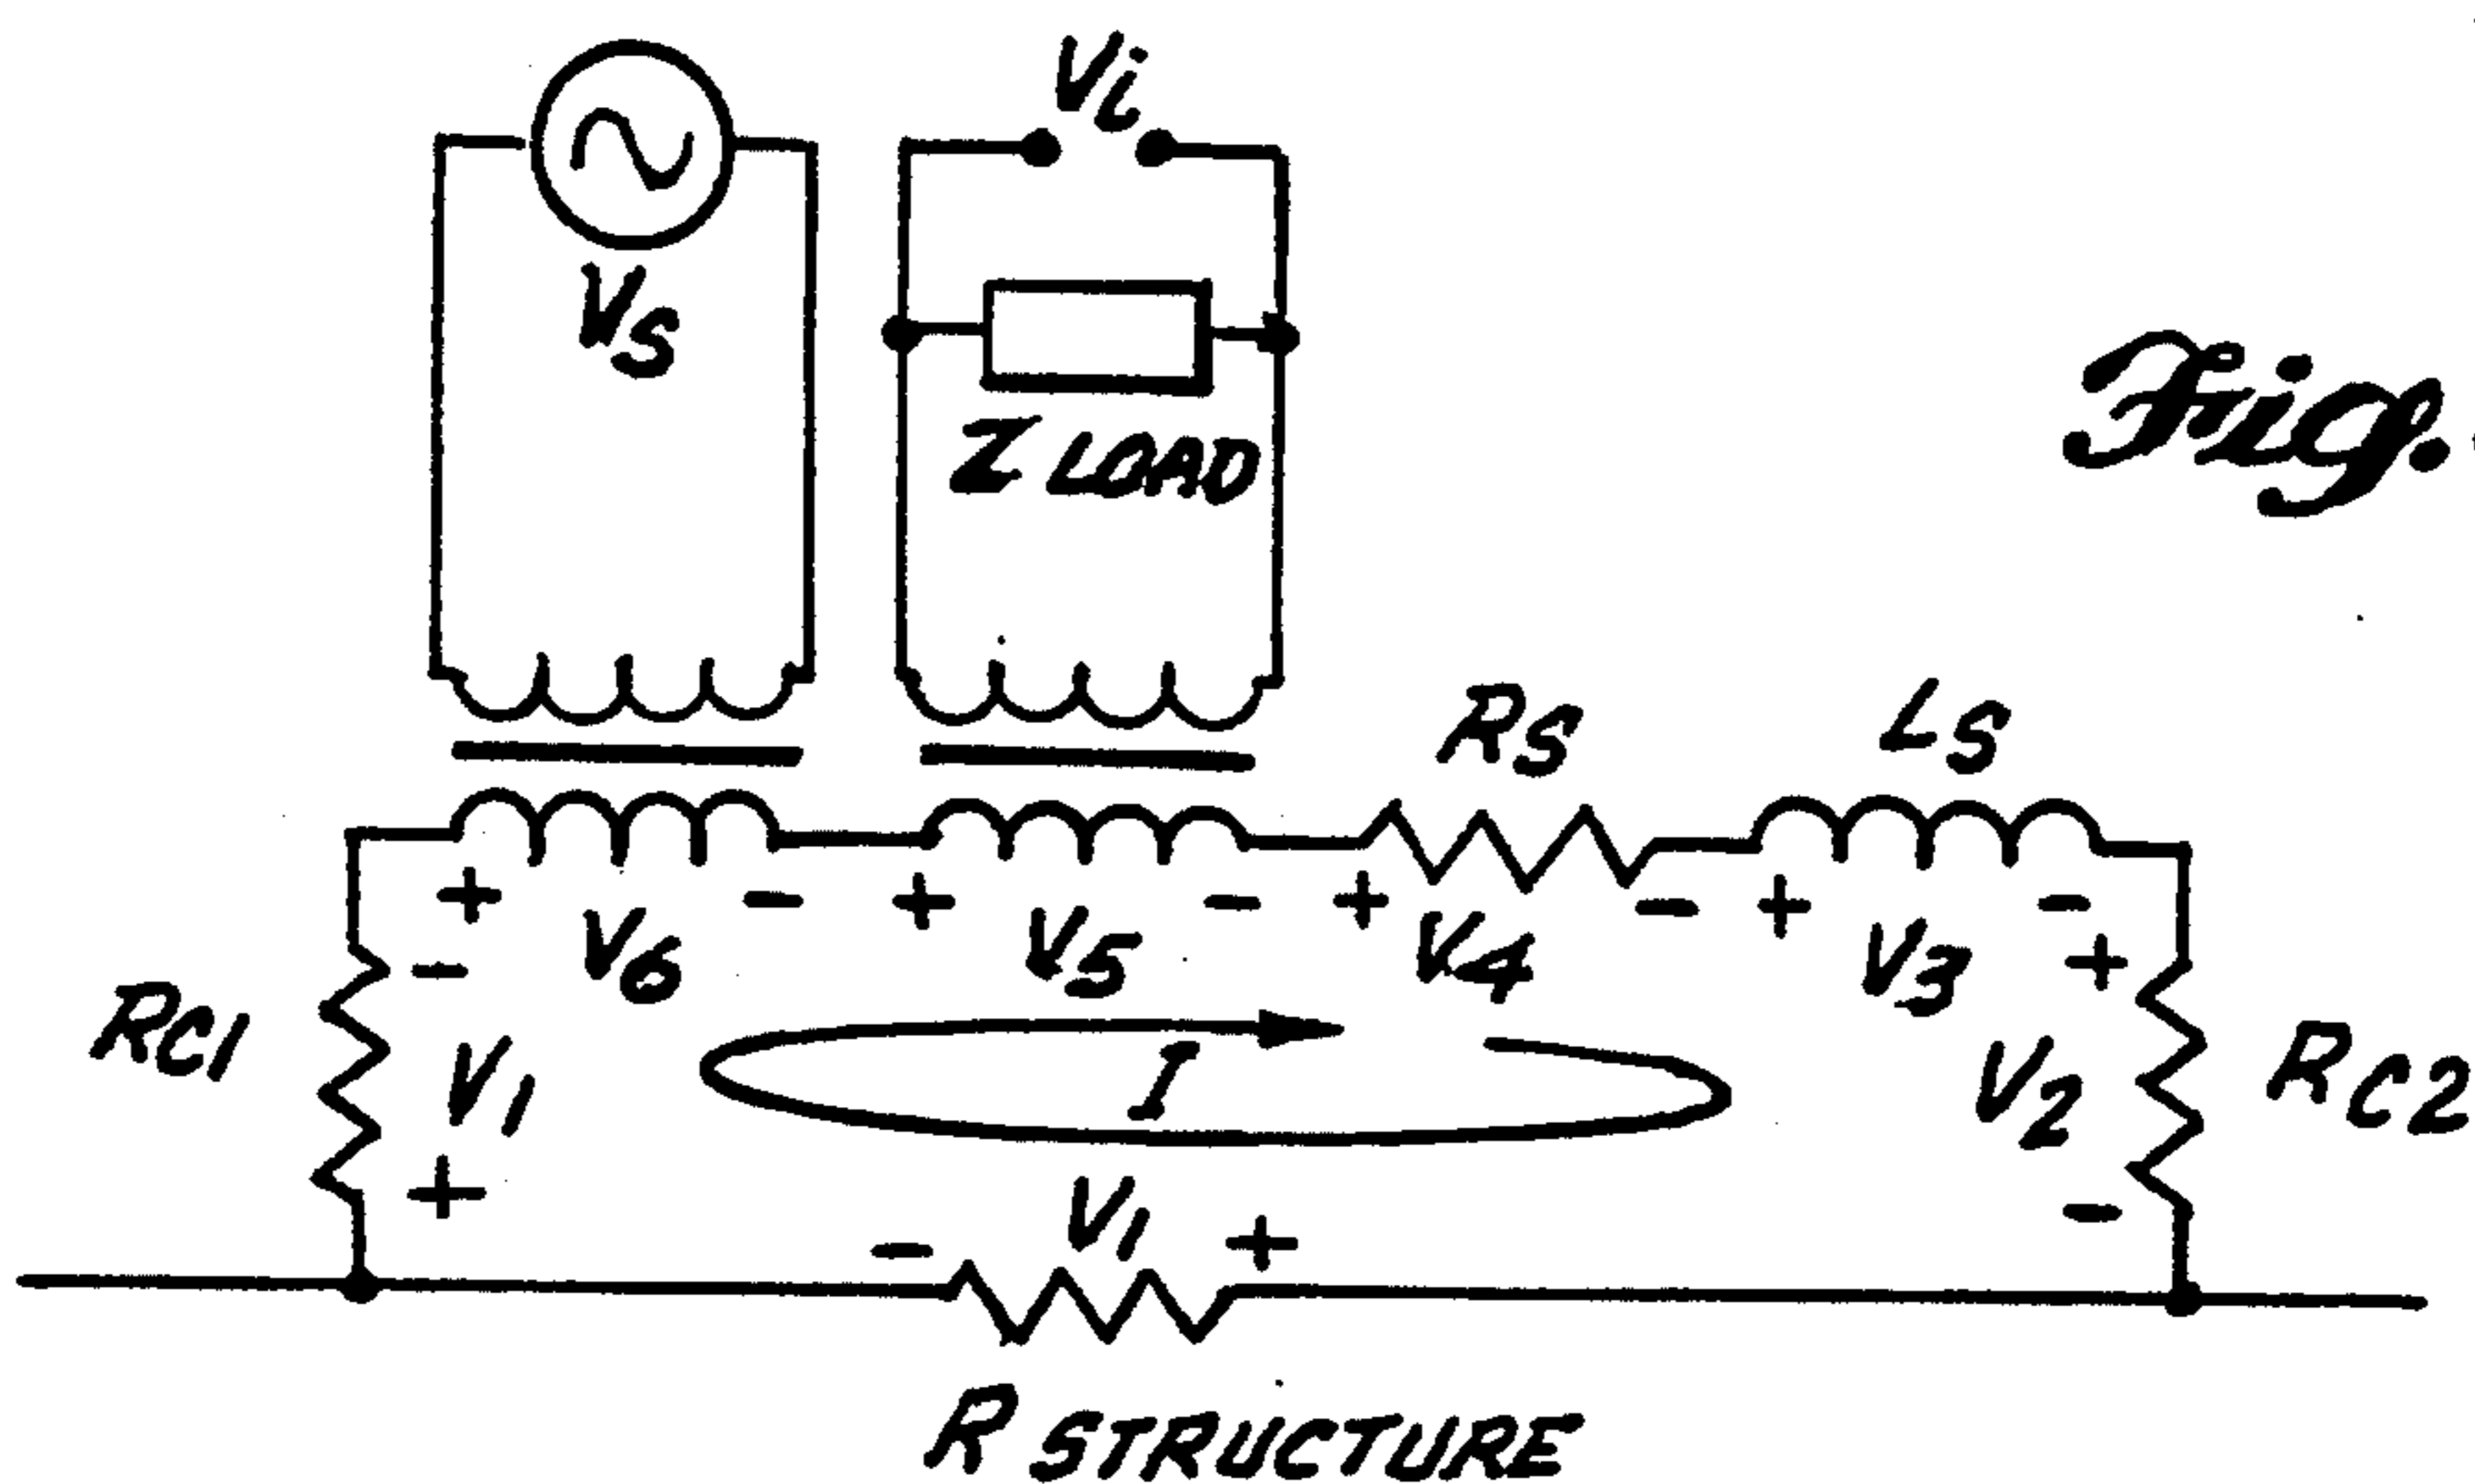 Vi
VS
Z LOAD
Fig.
RS
LS
+ - + - + - + -
V6
V5
V4
V3
- +
RC1
V1
I
V2
RC2
+ -
V1
- +
R STRUCTURE